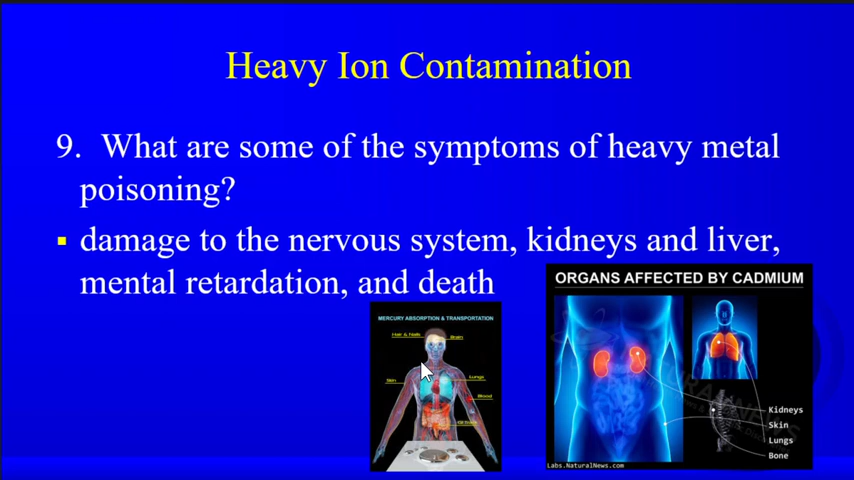 Heavy Ion Contamination
9. What are some of the symptoms of heavy metal
poisoning?
damage to the nervous system, kidneys and liver,
mental retardation, and death
MERCURY ABSORPTION & TRANSPORTATION
Hair & Nails
Brain
Skin
Lungs
Blood
ORGANS AFFECTED BY CADMIUM
Kidneys
Skin
Lungs
Bone
Labs.NaturalNews.com